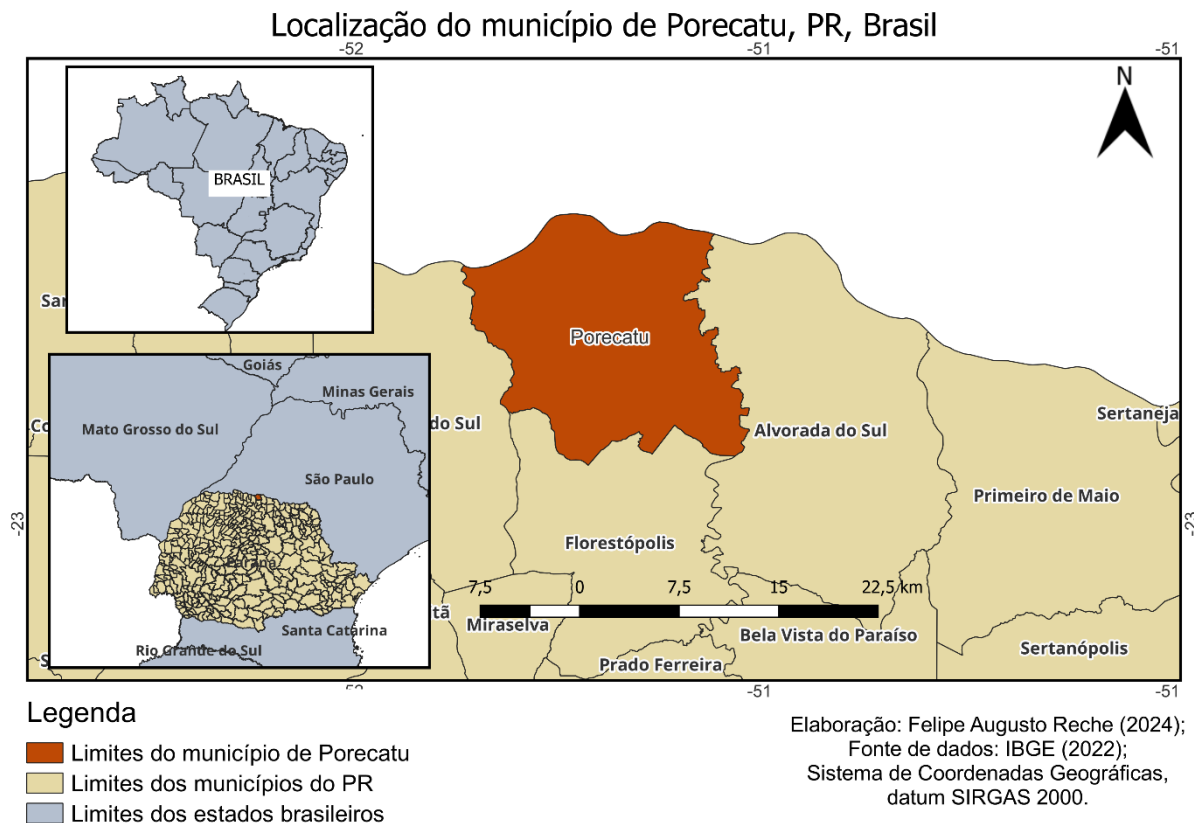 Localização do município de Porecatu, PR, Brasil
-52
-51
-51
N
BRASIL
San
Porecatu
Goiás
Minas Gerais
Mato Grosso do Sul
Co
do Sul
Alvorada do Sul
Sertaneja
São Paulo
Primeiro de Maio
-23
-23
Florestópolis
Paraná
7,5
0
7,5
15
22,5 km
tã
Miraselva
Santa Catarina
Bela Vista do Paraíso
Rio Grande do Sul
S
Prado Ferreira
Sertanópolis
-52
-51
-51
Legenda
Limites do município de Porecatu
Limites dos municípios do PR
Limites dos estados brasileiros
Elaboração: Felipe Augusto Reche (2024);
Fonte de dados: IBGE (2022);
Sistema de Coordenadas Geográficas,
datum SIRGAS 2000.